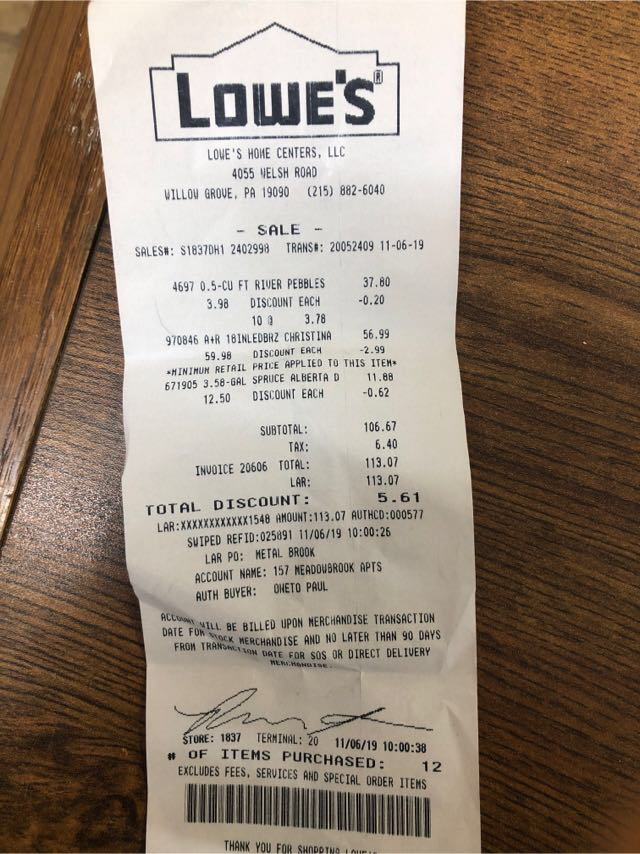 LOWE'S®
LOWE'S HOME CENTERS, LLC
4055 WELSH ROAD
WILLOW GROVE, PA 19090 (215) 882-6040
- SALE -
SALES#: S1837DH1 2402998 TRANS#: 20052409 11-06-19
4697 0.5-CU FT RIVER PEBBLES 37.80
3.98 DISCOUNT EACH -0.20
10 @ 3.78
970846 A+R 18INLEDBRZ CHRISTINA 56.99
59.98 DISCOUNT EACH -2.99
*MINIMUM RETAIL PRICE APPLIED TO THIS ITEM*
671905 3.58-GAL SPRUCE ALBERTA D 11.88
12.50 DISCOUNT EACH -0.62
SUBTOTAL: 106.67
TAX: 6.40
INVOICE 20606 TOTAL: 113.07
LAR: 113.07
TOTAL DISCOUNT: 5.61
LAR:XXXXXXXXXXXX1548 AMOUNT:113.07 AUTHCD:000577
SWIPED REFID:025891 11/06/19 10:00:26
LAR PO: METAL BROOK
ACCOUNT NAME: 157 MEADOWBROOK APTS
AUTH BUYER: ONETO PAUL
ACCOUNT WILL BE BILLED UPON MERCHANDISE TRANSACTION
DATE FOR STOCK MERCHANDISE AND NO LATER THAN 90 DAYS
FROM TRANSACTION DATE FOR SOS OR DIRECT DELIVERY
MERCHANDISE.
STORE: 1837 TERMINAL: 20 11/06/19 10:00:38
# OF ITEMS PURCHASED: 12
EXCLUDES FEES, SERVICES AND SPECIAL ORDER ITEMS
THANK YOU FOR SHOPPING LOWE'S